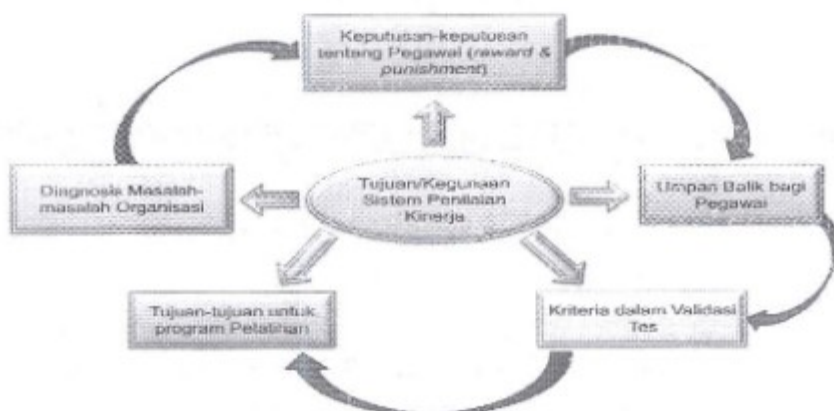 Keputusan-keputusan
tentang Pegawai (reward &
punishment)
Diagnosis Masalah-
masalah Organisasi
Tujuan/Kegunaan
Sistem Penilaian
Kinerja
Umpan Balik bagi
Pegawai
Tujuan-tujuan untuk
program Pelatihan
Kriteria dalam Validasi
Tes